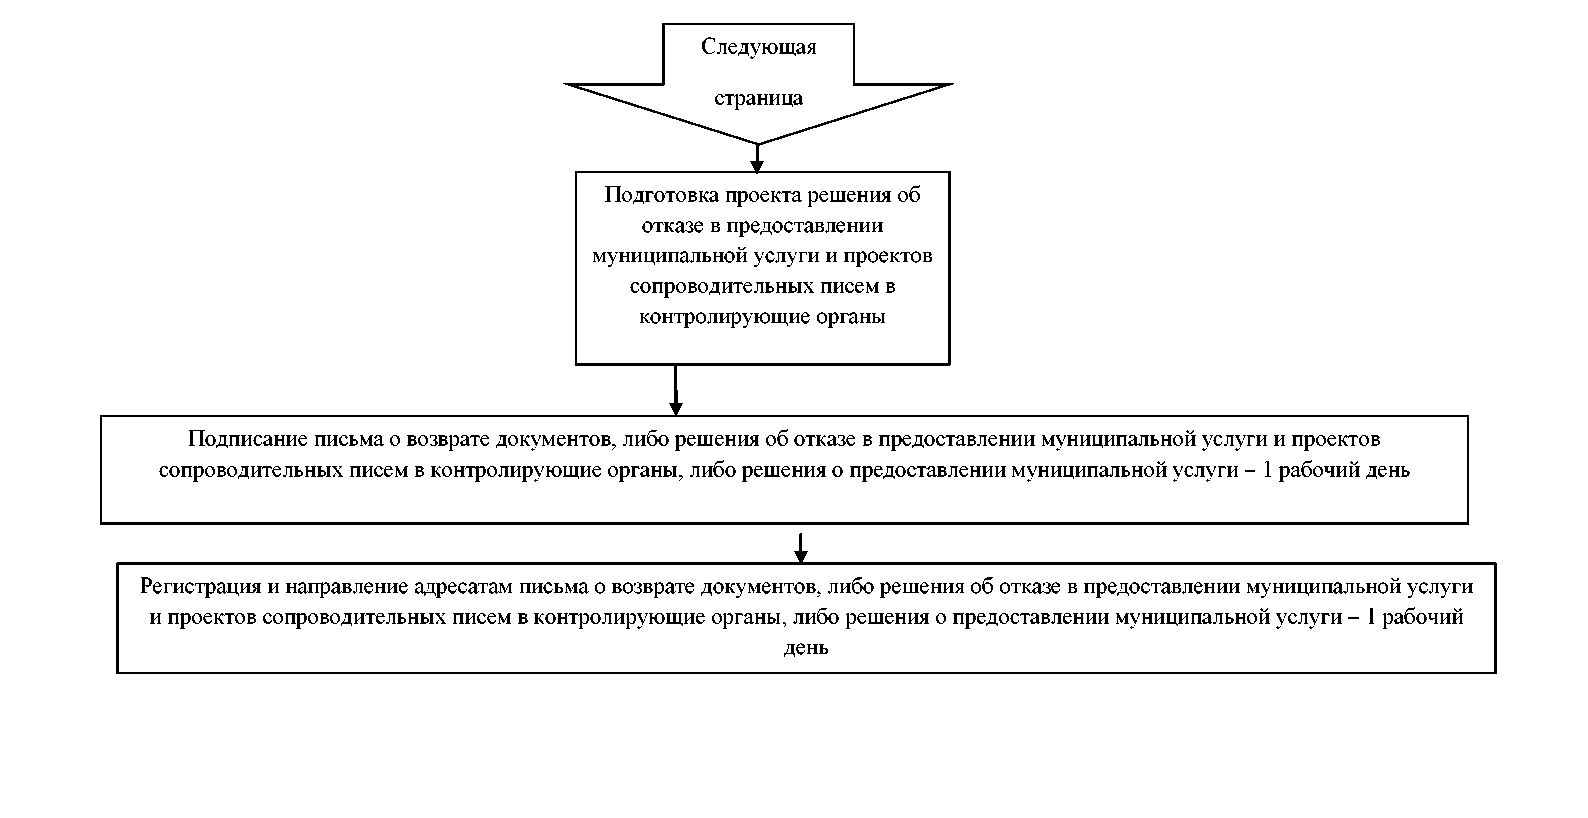 Следующая
страница
Подготовка проекта решения об
отказе в предоставлении
муниципальной услуги и проектов
сопроводительных писем в
контролирующие органы
Подписание письма о возврате документов, либо решения об отказе в предоставлении муниципальной услуги и проектов
сопроводительных писем в контролирующие органы, либо решения о предоставлении муниципальной услуги – 1 рабочий день
Регистрация и направление адресатам письма о возврате документов, либо решения об отказе в предоставлении муниципальной услуги
и проектов сопроводительных писем в контролирующие органы, либо решения о предоставлении муниципальной услуги – 1 рабочий
день